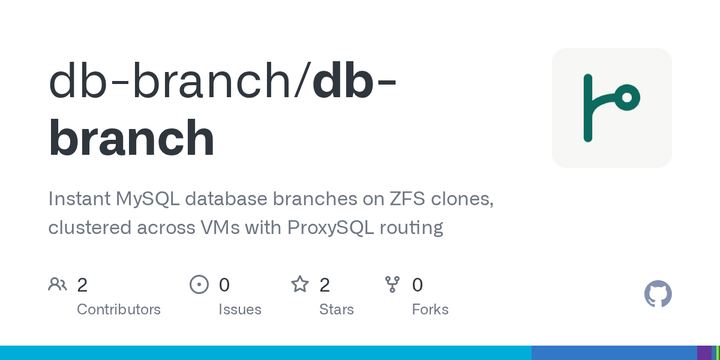 db-branch/db-
branch
Instant MySQL database branches on ZFS clones,
clustered across VMs with ProxySQL routing
2 0 2 0
Contributors Issues Stars Forks